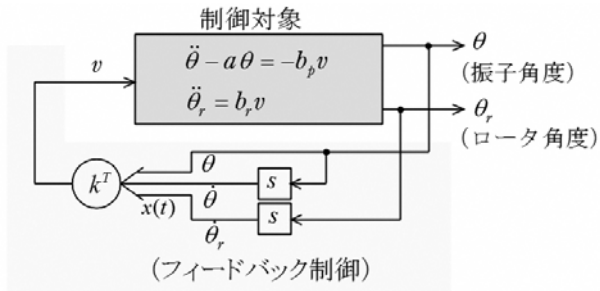 制御対象
θ̈ − aθ = −b_p v
θ̈_r = b_r v
v
θ
(振子角度)
θ_r
(ロータ角度)
k^T
θ
s
θ̇
x(t)
s
θ̇_r
(フィードバック制御)